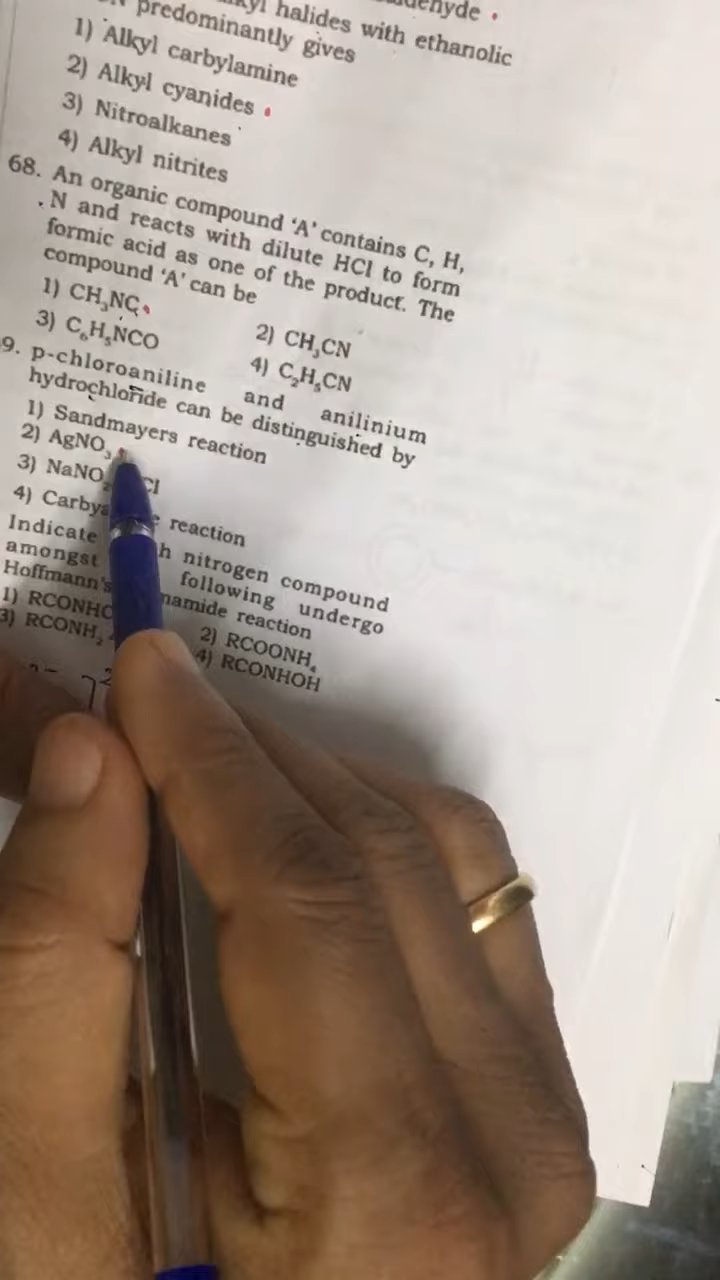 halides with ethanolic
predominantly gives
1) Alkyl carbylamine
2) Alkyl cyanides
3) Nitroalkanes
4) Alkyl nitrites
68. An organic compound 'A' contains C, H,
N and reacts with dilute HCl to form
formic acid as one of the product. The
compound 'A' can be
1) CH₃NC 2) CH₃CN
3) C₆H₅NCO 4) C₂H₅CN
9. p-chloroaniline and anilinium
hydrochloride can be distinguished by
1) Sandmayers reaction
2) AgNO₃
3) NaNO₂
4) reaction
Indicate nitrogen compound
amongst following undergo
Hoffmann's reaction
1) 2) RCOONH₄
3) RCONH₂ 4) RCONHOH